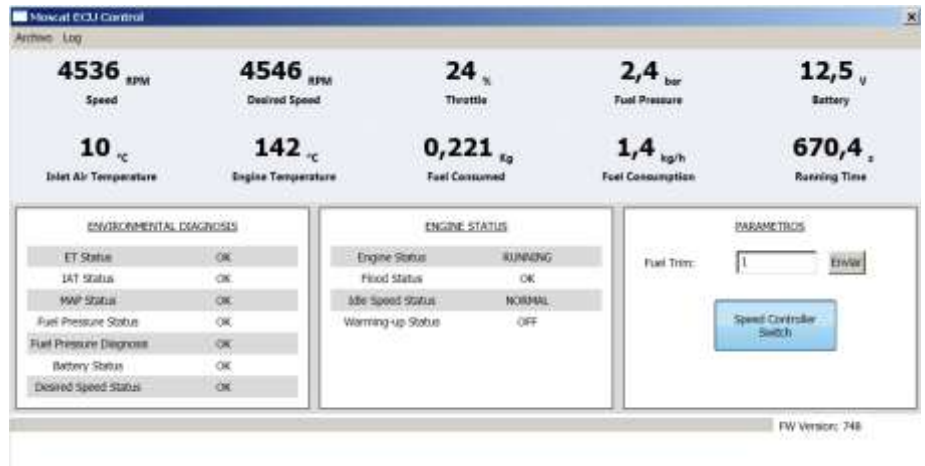 Moscat ECU Control
Archivo Log
4536 RPM 4546 RPM 24 % 2,4 bar 12,5 V
Speed Desired Speed Throttle Fuel Pressure Battery
10 °C 142 °C 0,221 Kg 1,4 kg/h 670,4 s
Inlet Air Temperature Engine Temperature Fuel Consumed Fuel Consumption Running Time
ENVIRONMENTAL DIAGNOSIS
ET Status OK
IAT Status OK
MAP Status OK
Fuel Pressure Status OK
Fuel Pressure Diagnosis OK
Battery Status OK
Desired Speed Status OK
ENGINE STATUS
Engine Status RUNNING
Flood Status OK
Idle Speed Status NORMAL
Warming-up Status OFF
PARAMETROS
Fuel Trim: 1 Enviar
Speed Controller
Switch
FW Version: 748